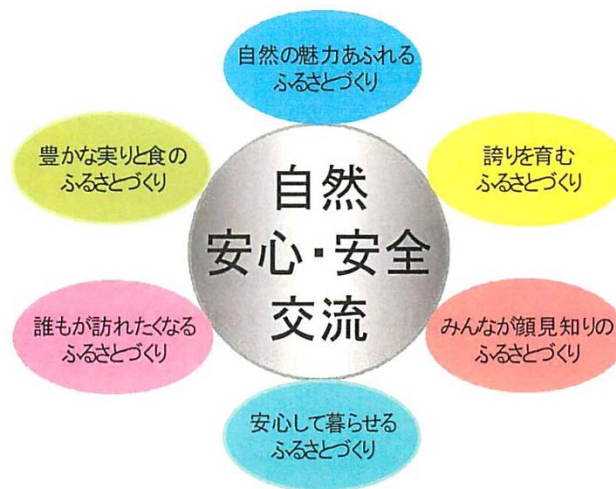 自然の魅力あふれる
ふるさとづくり
豊かな実りと食の
ふるさとづくり
誇りを育む
ふるさとづくり
自然
安心・安全
交流
誰もが訪れたくなる
ふるさとづくり
みんなが顔見知りの
ふるさとづくり
安心して暮らせる
ふるさとづくり